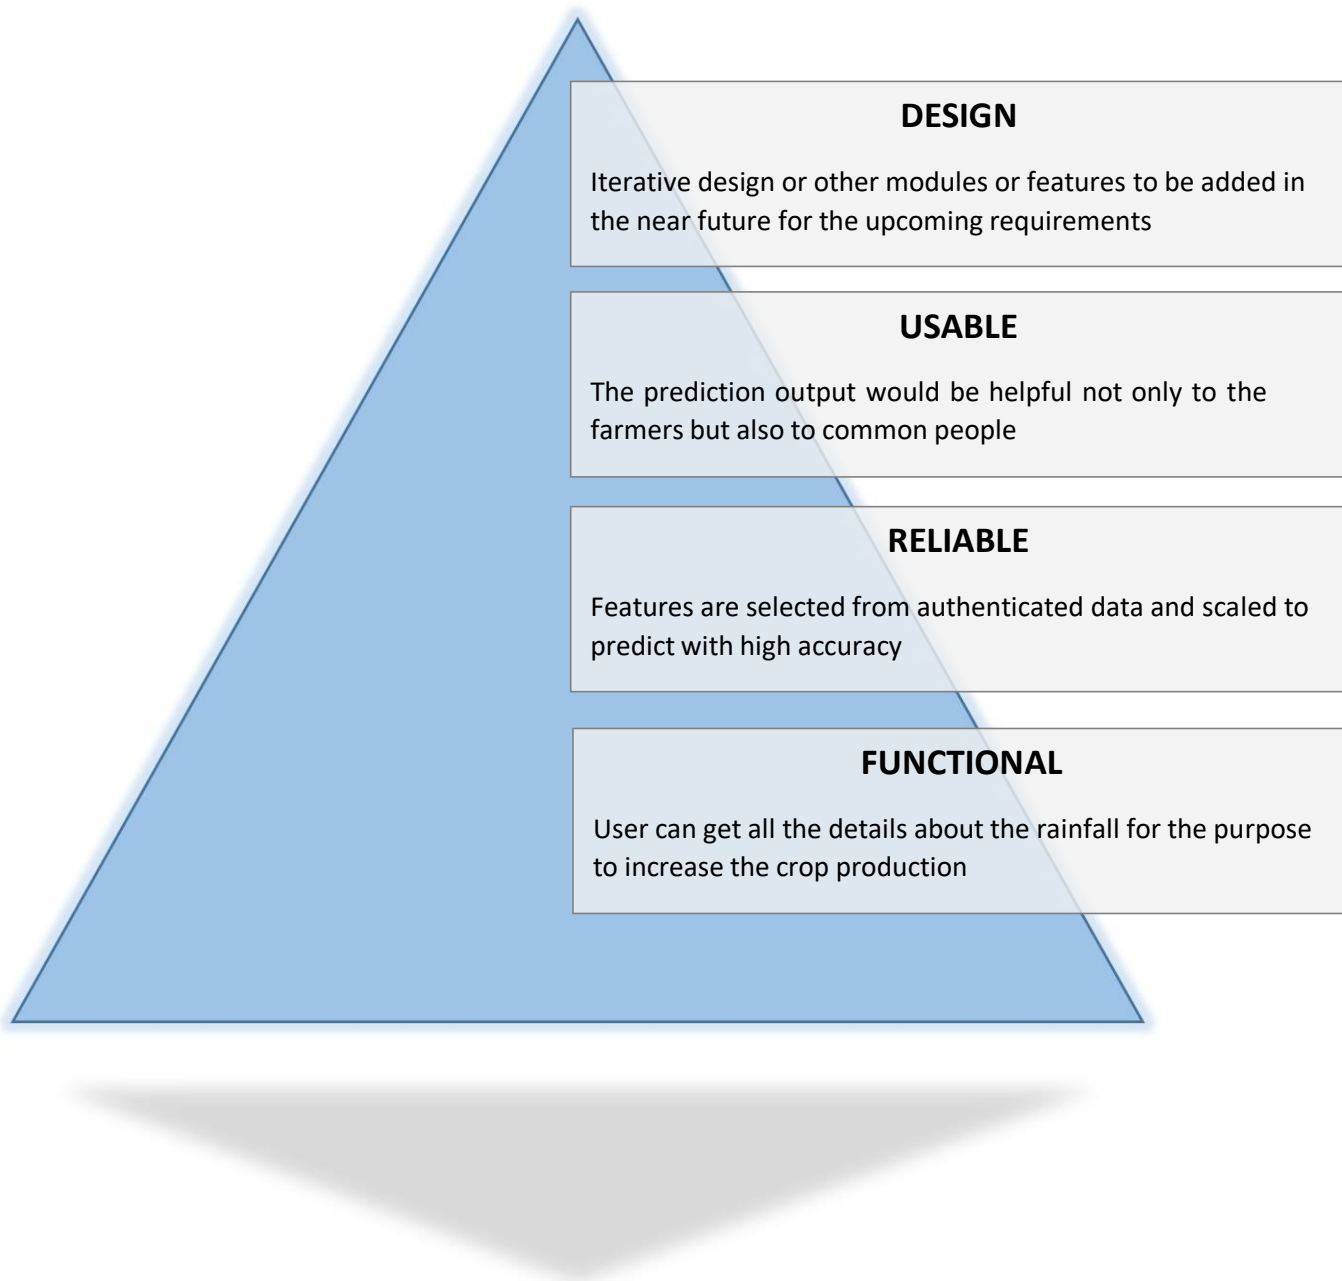 DESIGN
Iterative design or other modules or features to be added in
the near future for the upcoming requirements
USABLE
The prediction output would be helpful not only to the
farmers but also to common people
RELIABLE
Features are selected from authenticated data and scaled to
predict with high accuracy
FUNCTIONAL
User can get all the details about the rainfall for the purpose
to increase the crop production